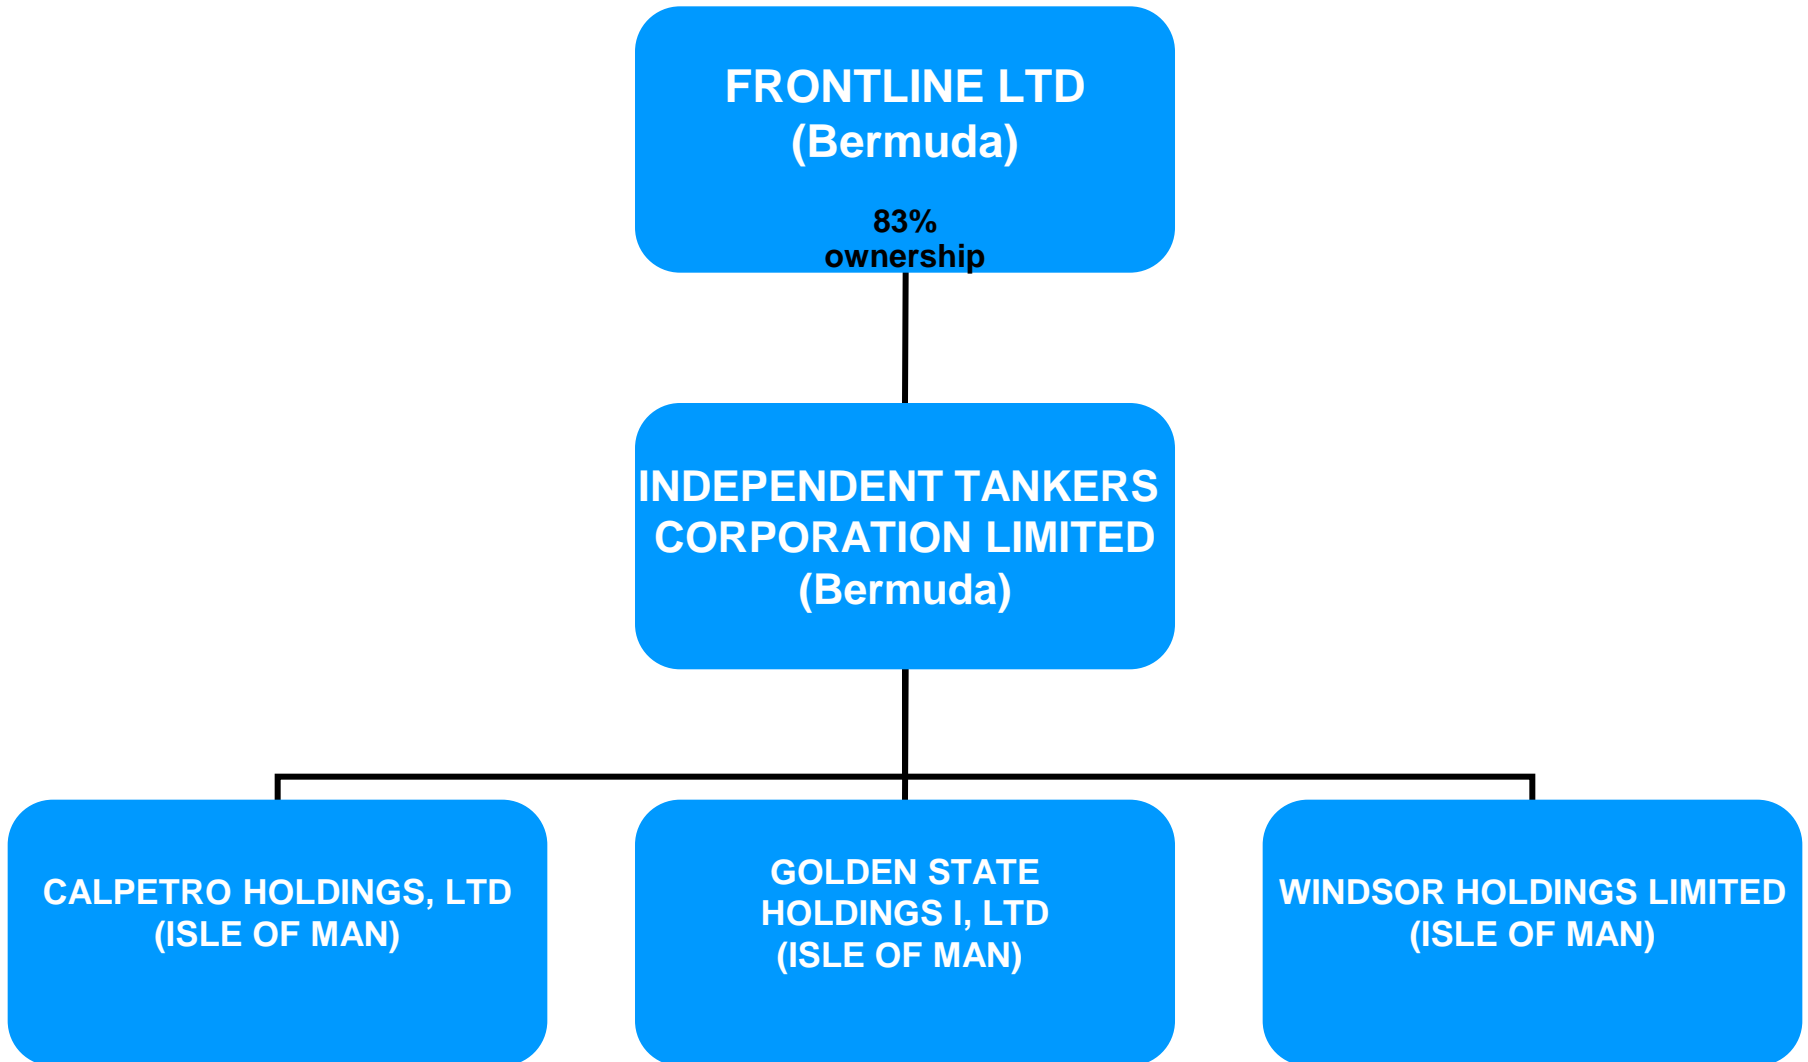 FRONTLINE LTD
(Bermuda)
83%
ownership
INDEPENDENT TANKERS
CORPORATION LIMITED
(Bermuda)
CALPETRO HOLDINGS, LTD
(ISLE OF MAN)
GOLDEN STATE
HOLDINGS I, LTD
(ISLE OF MAN)
WINDSOR HOLDINGS LIMITED
(ISLE OF MAN)